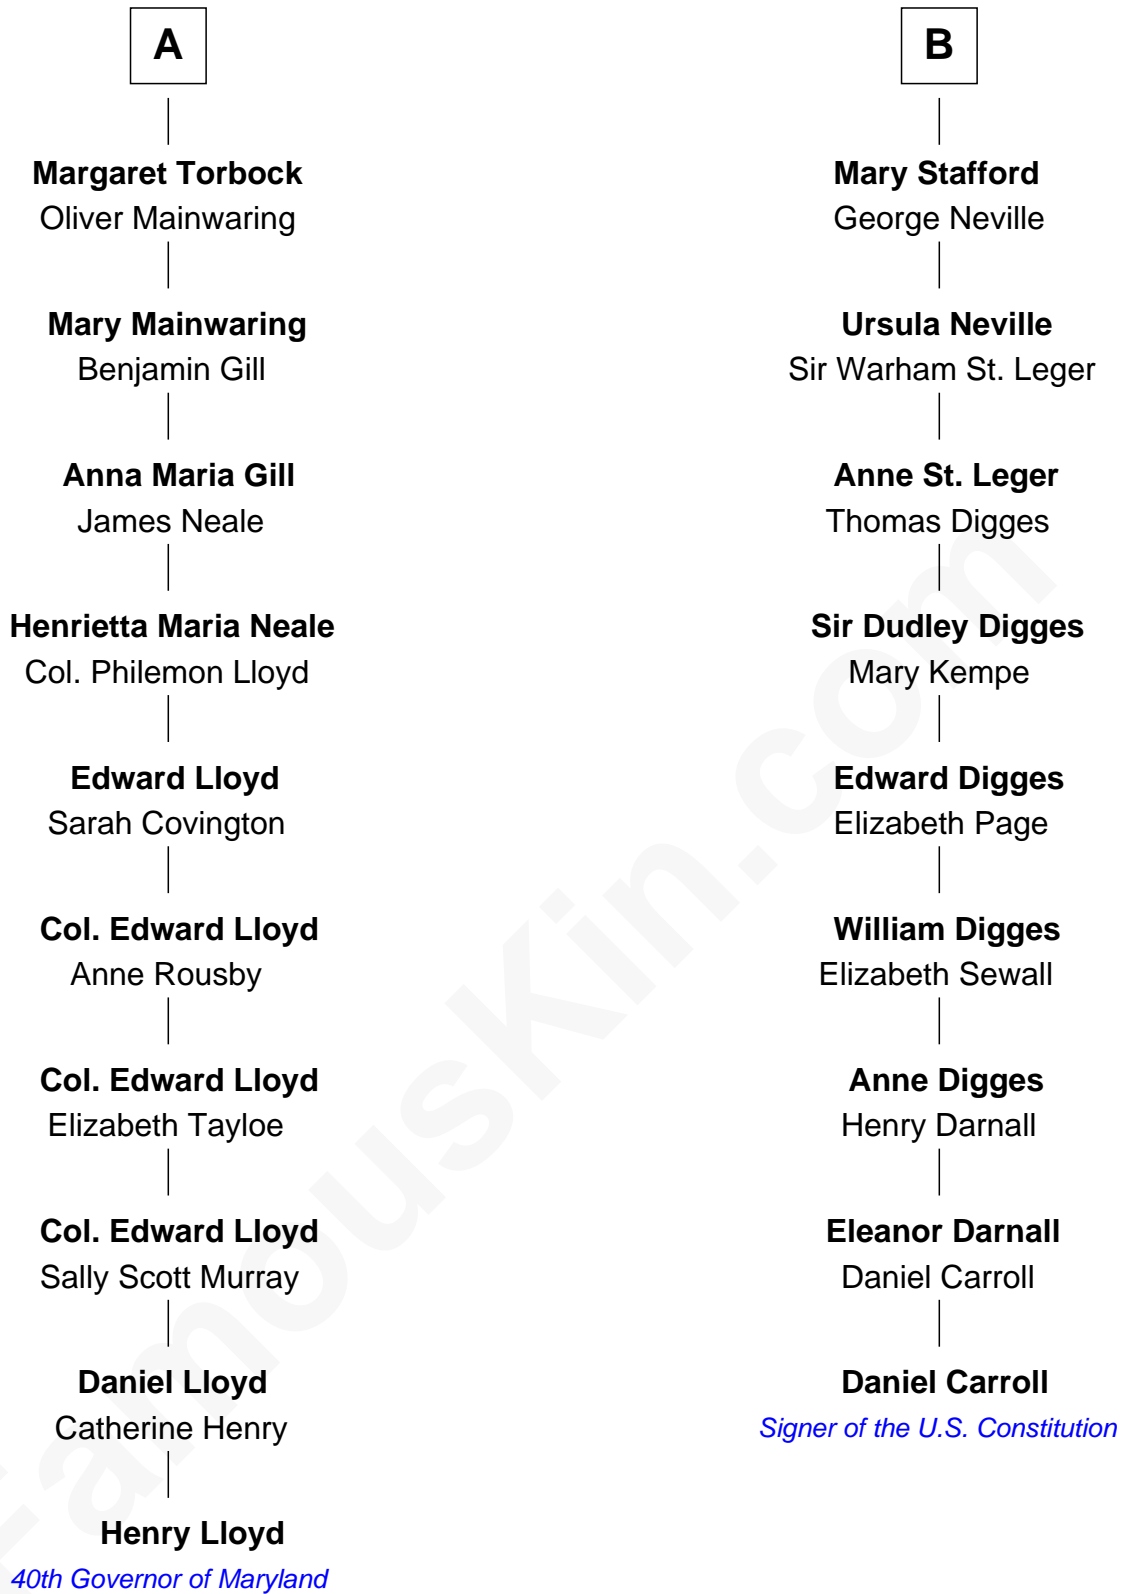 A
Margaret Torbock
Oliver Mainwaring
Mary Mainwaring
Benjamin Gill
Anna Maria Gill
James Neale
Henrietta Maria Neale
Col. Philemon Lloyd
Edward Lloyd
Sarah Covington
Col. Edward Lloyd
Anne Rousby
Col. Edward Lloyd
Elizabeth Tayloe
Col. Edward Lloyd
Sally Scott Murray
Daniel Lloyd
Catherine Henry
Henry Lloyd
40th Governor of Maryland
B
Mary Stafford
George Neville
Ursula Neville
Sir Warham St. Leger
Anne St. Leger
Thomas Digges
Sir Dudley Digges
Mary Kempe
Edward Digges
Elizabeth Page
William Digges
Elizabeth Sewall
Anne Digges
Henry Darnall
Eleanor Darnall
Daniel Carroll
Daniel Carroll
Signer of the U.S. Constitution
FamousKin.com